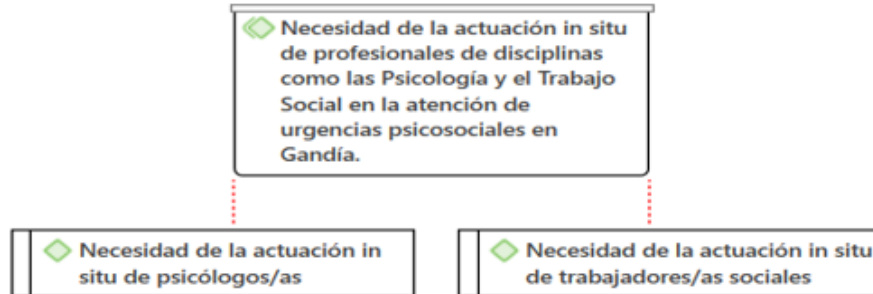 Necesidad de la actuación in situ
de profesionales de disciplinas
como las Psicología y el Trabajo
Social en la atención de
urgencias psicosociales en
Gandía.
Necesidad de la actuación in
situ de psicólogos/as
Necesidad de la actuación in situ
de trabajadores/as sociales